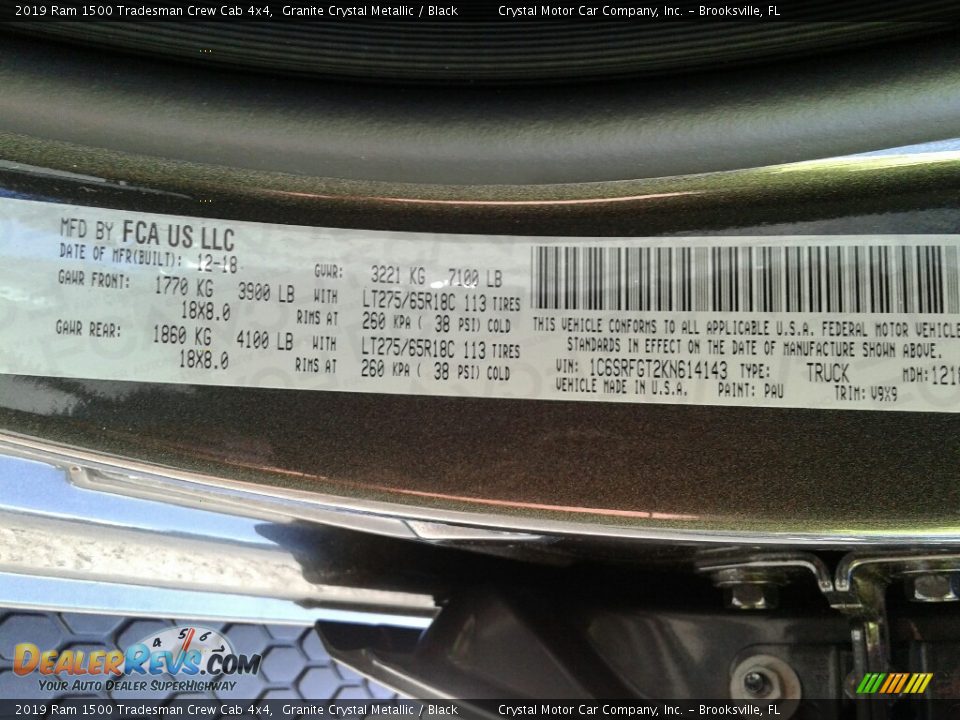 2019 Ram 1500 Tradesman Crew Cab 4x4, Granite Crystal Metallic / Black Crystal Motor Car Company, Inc. - Brooksville, FL
MFD BY FCA US LLC
DATE OF MFR(BUILT): 12-18
GVWR: 3221 KG 7100 LB
GAWR FRONT: 1770 KG 3900 LB WITH LT275/65R18C 113 TIRES
18X8.0 RIMS AT 260 KPA ( 38 PSI) COLD
GAWR REAR: 1860 KG 4100 LB WITH LT275/65R18C 113 TIRES
18X8.0 RIMS AT 260 KPA ( 38 PSI) COLD
THIS VEHICLE CONFORMS TO ALL APPLICABLE U.S.A. FEDERAL MOTOR VEHICLE
STANDARDS IN EFFECT ON THE DATE OF MANUFACTURE SHOWN ABOVE.
VIN: 1C6SRFGT2KN614143 TYPE: TRUCK MDH:1218
VEHICLE MADE IN U.S.A. PAINT: PAU TRIM: V9X9
4 5 6
DEALERREVS.COM
YOUR AUTO DEALER SUPERHIGHWAY
2019 Ram 1500 Tradesman Crew Cab 4x4, Granite Crystal Metallic / Black Crystal Motor Car Company, Inc. - Brooksville, FL